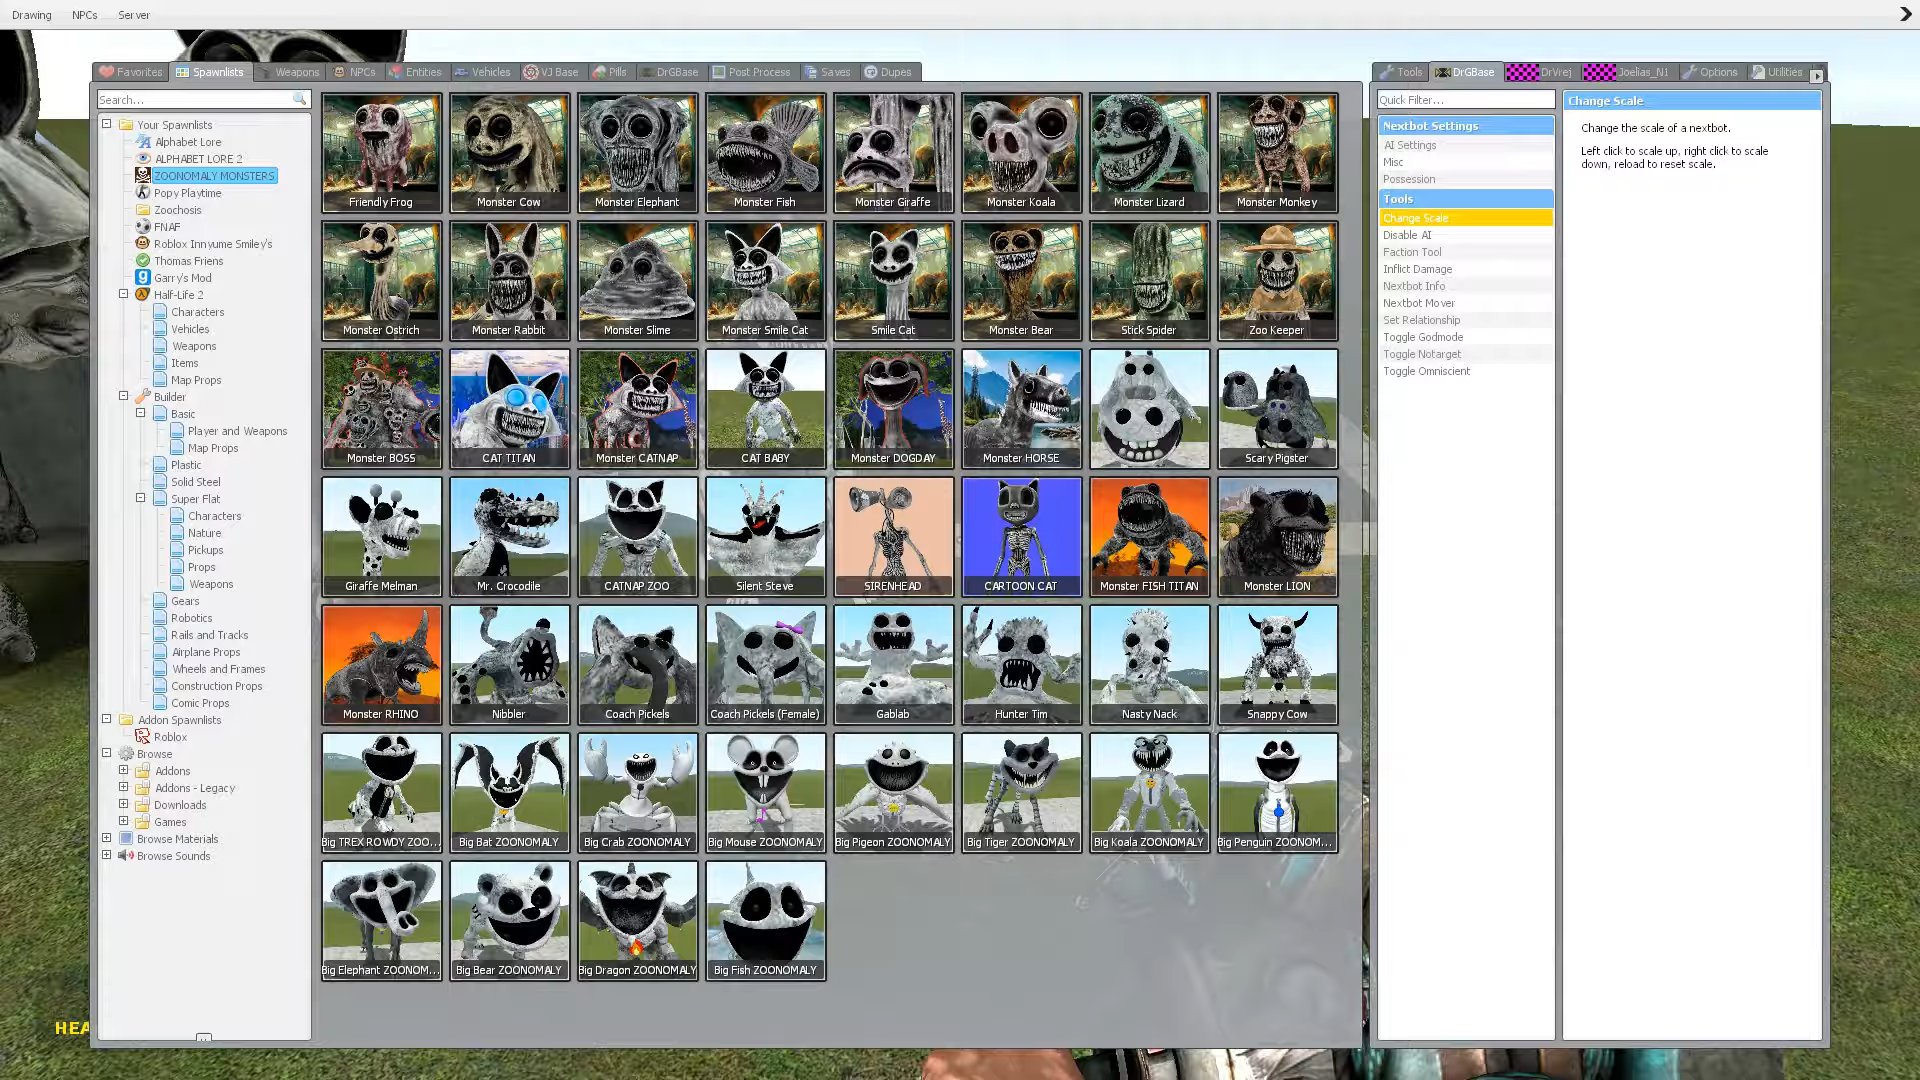 Drawing NPCs Server
Favorites Spawnlists Weapons NPCs Entities Vehicles VJ Base Pills DrGBase Post Process Saves Dupes
Search...
Your Spawnlists
Alphabet Lore
ALPHABET LORE 2
ZOONOMALY MONSTERS
Popy Playtime
Zoochosis
FNAF
Roblox Innyume Smiley's
Thomas Friens
Garry's Mod
Half-Life 2
Characters
Vehicles
Weapons
Items
Map Props
Builder
Basic
Player and Weapons
Map Props
Plastic
Solid Steel
Super Flat
Characters
Nature
Pickups
Props
Weapons
Gears
Robotics
Rails and Tracks
Airplane Props
Wheels and Frames
Construction Props
Comic Props
Addon Spawnlists
Roblox
Browse
Addons
Addons - Legacy
Downloads
Games
Browse Materials
Browse Sounds
Friendly Frog Monster Cow Monster Elephant Monster Fish Monster Giraffe Monster Koala Monster Lizard Monster Monkey
Monster Ostrich Monster Rabbit Monster Slime Monster Smile Cat Smile Cat Monster Bear Stick Spider Zoo Keeper
Monster BOSS CAT TITAN Monster CATNAP CAT BABY Monster DOGDAY Monster HORSE Scary Pigster
Giraffe Melman Mr. Crocodile CATNAP ZOO Silent Steve SIRENHEAD CARTOON CAT Monster FISH TITAN Monster LION
Monster RHINO Nibbler Coach Pickels Coach Pickels (Female) Gablab Hunter Tim Nasty Nack Snappy Cow
Big TREX ROWDY ZOO... Big Bat ZOONOMALY Big Crab ZOONOMALY Big Mouse ZOONOMALY Big Pigeon ZOONOMALY Big Tiger ZOONOMALY Big Koala ZOONOMALY Big Penguin ZOONOM...
Big Elephant ZOONOM... Big Bear ZOONOMALY Big Dragon ZOONOMALY Big Fish ZOONOMALY
HEA
Tools DrGBase DrVrej Joelias_N1 Options Utilities
Quick Filter...
Nextbot Settings
AI Settings
Misc
Possession
Tools
Change Scale
Disable AI
Faction Tool
Inflict Damage
Nextbot Info
Nextbot Mover
Set Relationship
Toggle Godmode
Toggle Notarget
Toggle Omniscient
Change Scale
Change the scale of a nextbot.
Left click to scale up, right click to scale
down, reload to reset scale.